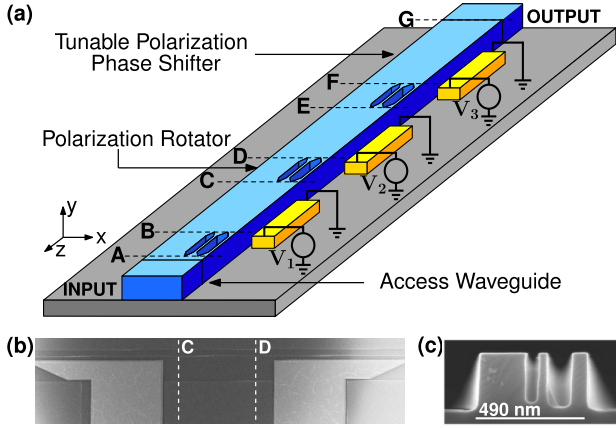 (a)
G
OUTPUT
Tunable Polarization
Phase Shifter
F
E
V3
Polarization Rotator
D
C
V2
y
x
z
B
A
V1
Access Waveguide
INPUT
(b)
C
D
(c)
490 nm